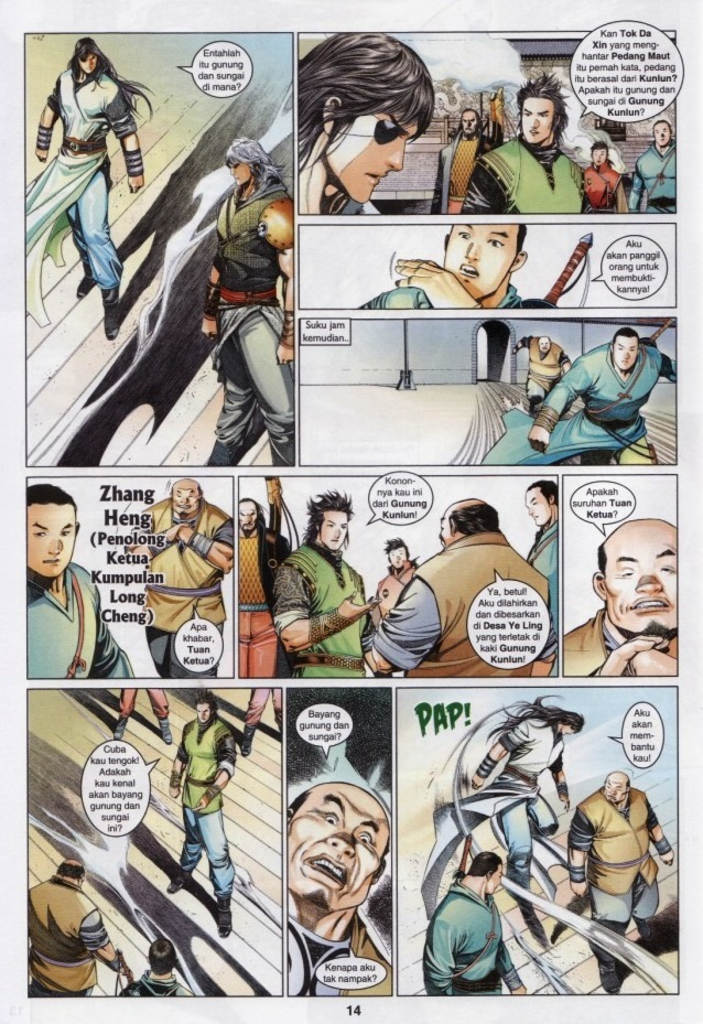 Entahlah
itu gunung
dan sungai
di mana?
Kan Tok Da
Xin yang meng-
hantar Pedang Maut
itu pernah kata, pedang
itu berasal dari Kunlun?
Apakah itu gunung dan
sungai di Gunung
Kunlun?
Aku
akan panggil
orang untuk
membukti-
kannya!
Suku jam
kemudian..
Zhang
Heng
(Penolong
Ketua
Kumpulan
Long
Cheng)
Apa
khabar,
Tuan
Ketua?
Konon-
nya kau ini
dari Gunung
Kunlun!
Ya, betul!
Aku dilahirkan
dan dibesarkan
di Desa Ye Ling
yang terletak di
kaki Gunung
Kunlun!
Apakah
suruhan Tuan
Ketua?
Cuba
kau tengok!
Adakah
kau kenal
akan bayang
gunung dan
sungai
ini?
Bayang
gunung dan
sungai?
Kenapa aku
tak nampak?
PAP!
Aku
akan
mem-
bantu
kau!
14